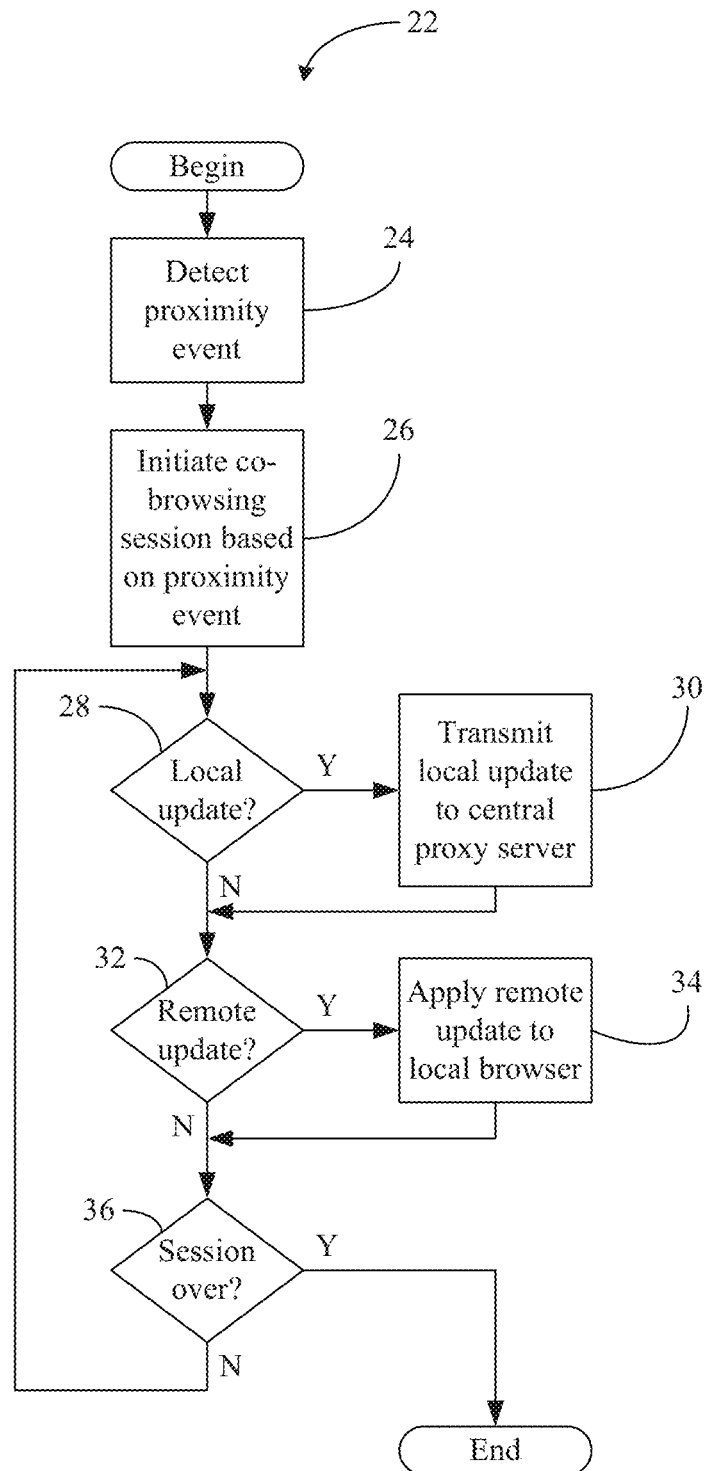 22
Begin
24
Detect
proximity
event
26
Initiate co-
browsing
session based
on proximity
event
28
Local
update?
Y
N
30
Transmit
local update
to central
proxy server
32
Remote
update?
Y
N
34
Apply remote
update to
local browser
36
Session
over?
Y
N
End